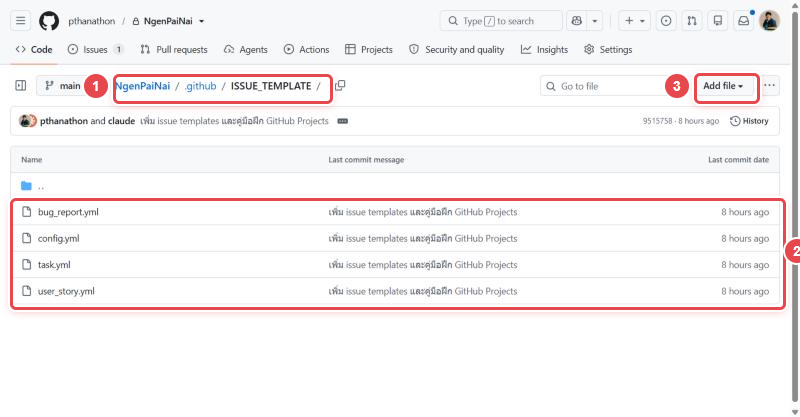 pthanathon / NgenPaiNai
Type / to search
Code Issues 1 Pull requests Agents Actions Projects Security and quality Insights Settings
main 1 NgenPaiNai / .github / ISSUE_TEMPLATE / Go to file 3 Add file
pthanathon and claude เพิ่ม issue templates และคู่มือฝึก GitHub Projects 9515758 · 8 hours ago History
Name Last commit message Last commit date
..
bug_report.yml เพิ่ม issue templates และคู่มือฝึก GitHub Projects 8 hours ago
config.yml เพิ่ม issue templates และคู่มือฝึก GitHub Projects 8 hours ago
2
task.yml เพิ่ม issue templates และคู่มือฝึก GitHub Projects 8 hours ago
user_story.yml เพิ่ม issue templates และคู่มือฝึก GitHub Projects 8 hours ago